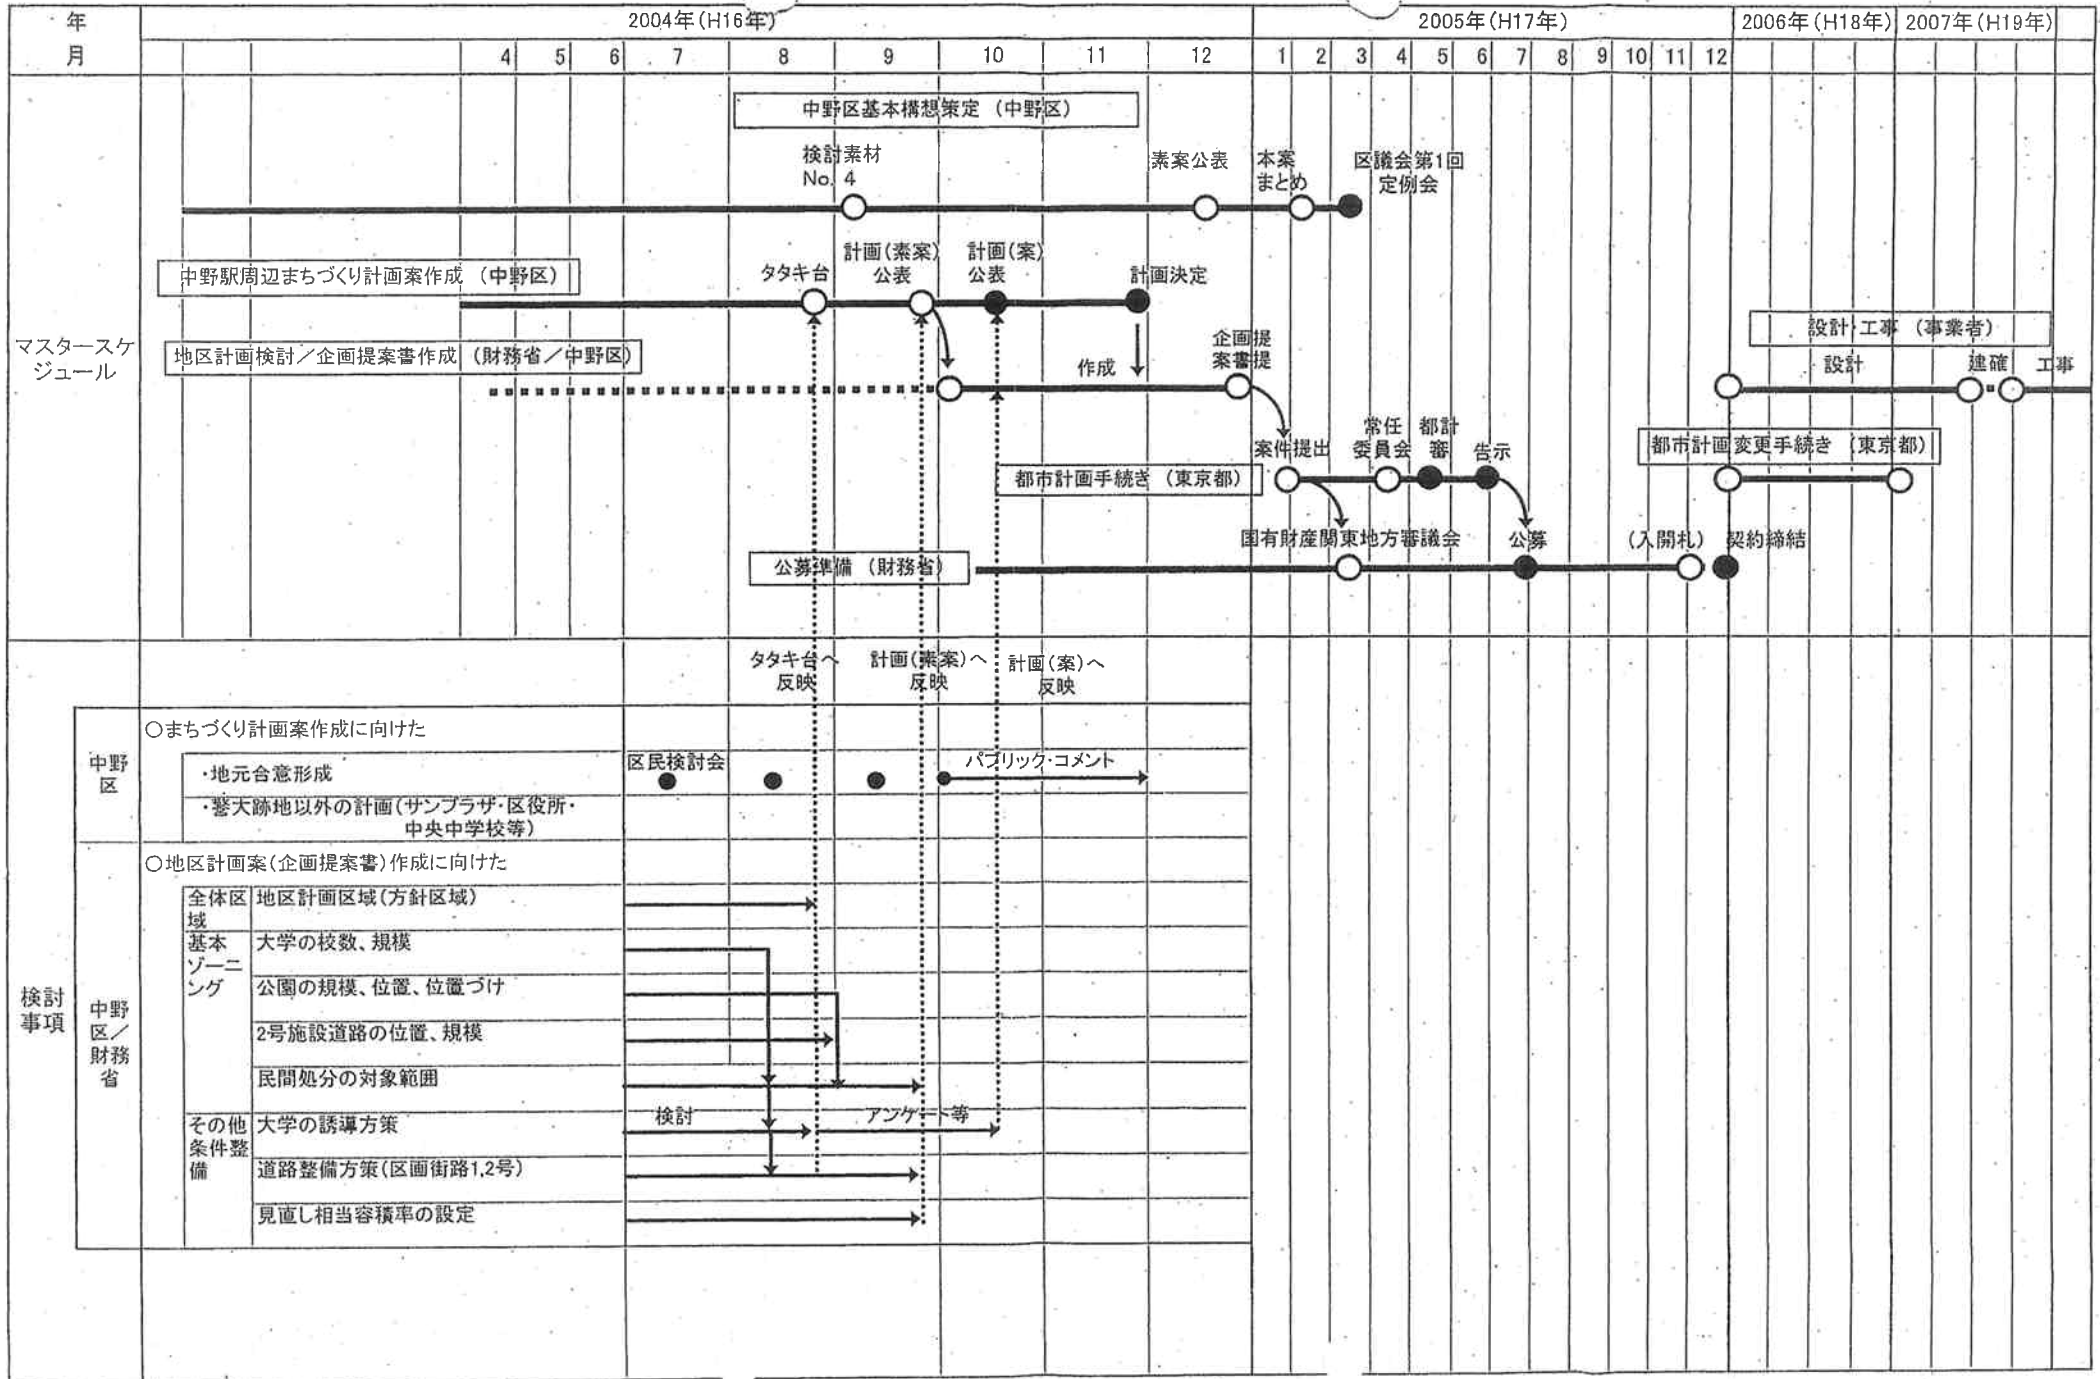 年
2004年(H16年)
2005年(H17年)
2006年(H18年)
2007年(H19年)
月
4
5
6
7
8
9
10
11
12
1
2
3
4
5
6
7
8
9
10
11
12
マスタースケ
ジュール
中野区基本構想策定（中野区）
検討素材
No. 4
素案公表
本案
まとめ
区議会第1回
定例会
中野駅周辺まちづくり計画案作成（中野区）
タタキ台
計画(素案)
公表
計画(案)
公表
計画決定
地区計画検討／企画提案書作成（財務省／中野区）
作成
企画提
案書提
設計・工事（事業者）
設計
建確
工事
都市計画手続き（東京都）
案件提出
常任
委員会
都計
審
告示
都市計画変更手続き（東京都）
公募準備（財務省）
国有財産関東地方審議会
公募
(入開札)
契約締結
検討
事項
タタキ台へ
反映
計画(素案)へ
反映
計画(案)へ
反映
中野
区
○まちづくり計画案作成に向けた
・地元合意形成
区民検討会
パブリック・コメント
・警大跡地以外の計画(サンプラザ・区役所・
中央中学校等)
中野
区／
財務
省
○地区計画案(企画提案書)作成に向けた
全体区
域
地区計画区域(方針区域)
基本
ゾーニ
ング
大学の校数、規模
公園の規模、位置、位置づけ
2号施設道路の位置、規模
民間処分の対象範囲
その他
条件整
備
大学の誘導方策
検討
アンケート等
道路整備方策(区画街路1,2号)
見直し相当容積率の設定